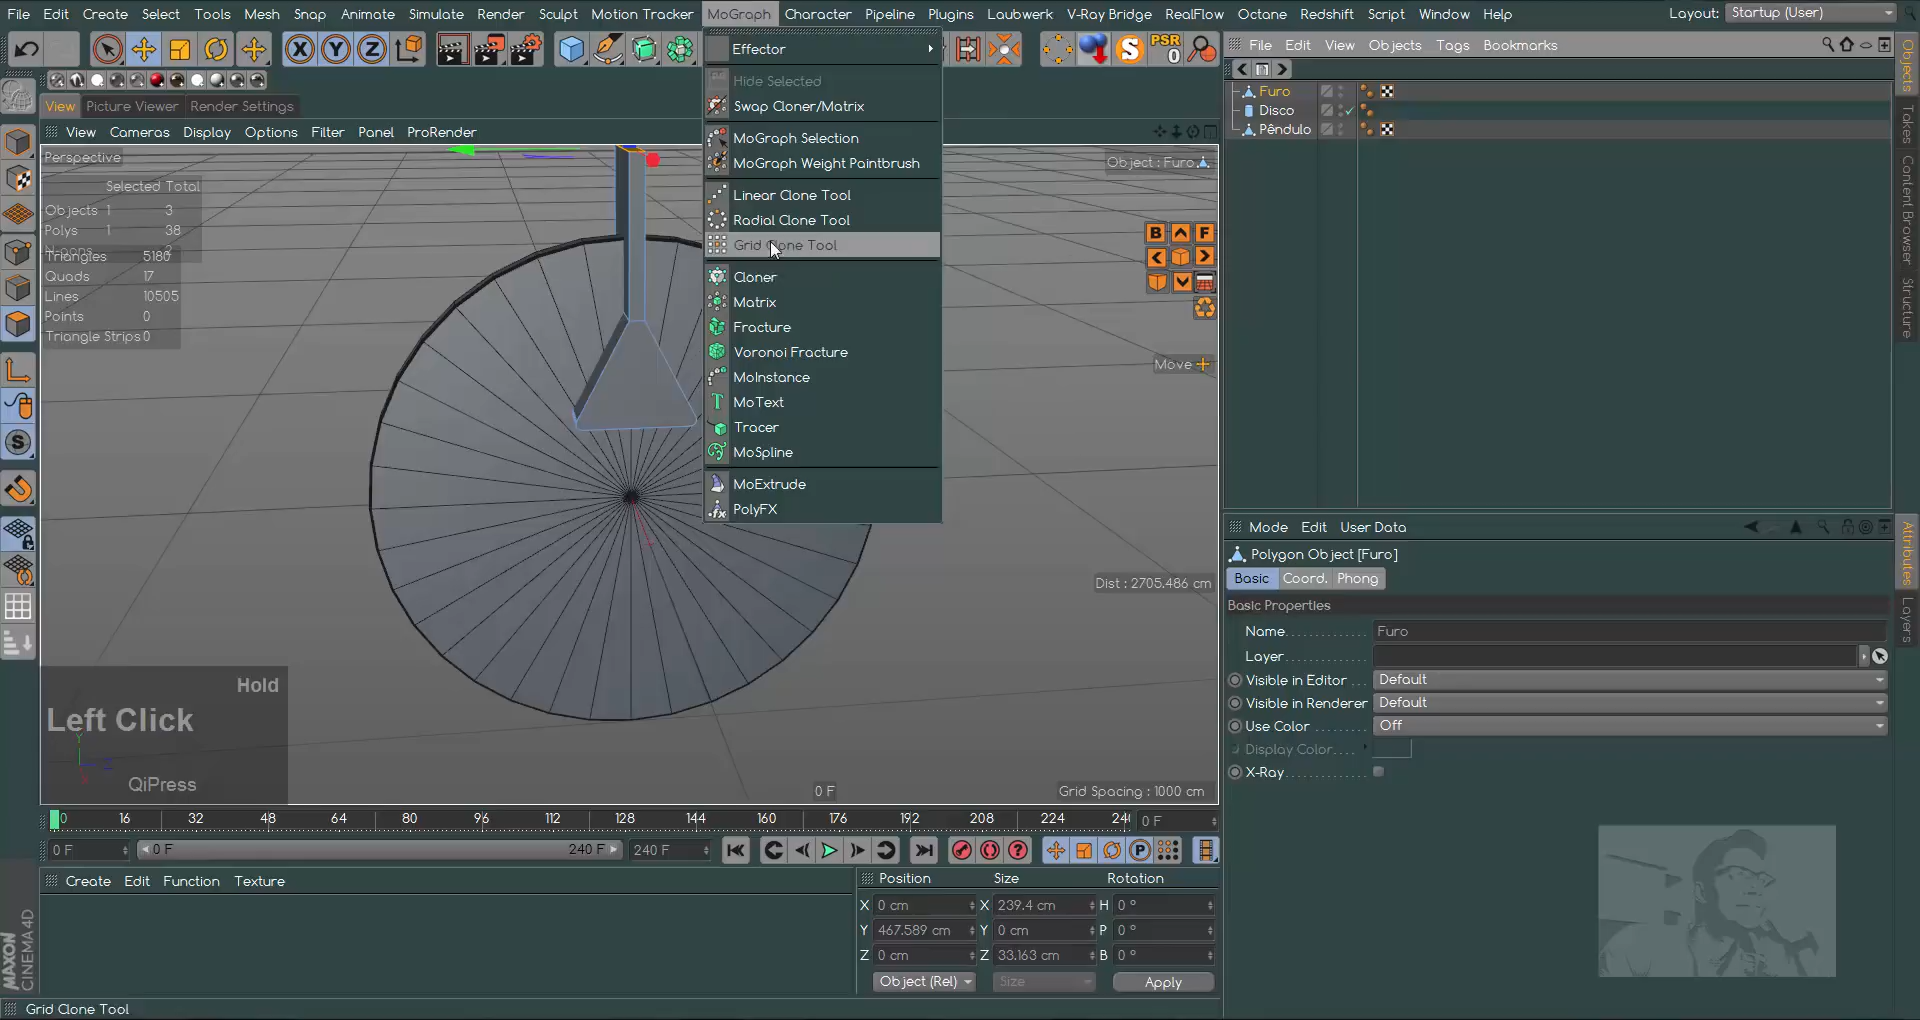 File Edit Create Select Tools Mesh Snap Animate Simulate Render Sculpt Motion Tracker MoGraph Character Pipeline Plugins Laubwerk V-Ray Bridge RealFlow Octane Redshift Script Window Help Layout: Startup (User)
X Y Z S PSR 0
View Picture Viewer Render Settings
View Cameras Display Options Filter Panel ProRender
Perspective
Selected Total
Objects 1 3
Polys 1 38
Triangles 5180
Quads 17
Lines 10505
Points 0
Triangle Strips 0
Object : Furo
B F
Move
Dist : 2705.486 cm
Hold
Left Click
QiPress
0 F
Grid Spacing : 1000 cm
Effector
Hide Selected
Swap Cloner/Matrix
MoGraph Selection
MoGraph Weight Paintbrush
Linear Clone Tool
Radial Clone Tool
Grid Clone Tool
Cloner
Matrix
Fracture
Voronoi Fracture
MoInstance
MoText
Tracer
MoSpline
MoExtrude
PolyFX
File Edit View Objects Tags Bookmarks
Furo
Disco
Pêndulo
Objects
Takes
Content Browser
Structure
Mode Edit User Data
Polygon Object [Furo]
Basic Coord. Phong
Basic Properties
Name Furo
Layer
Visible in Editor Default
Visible in Renderer Default
Use Color Off
Display Color
X-Ray
Attributes
Layers
0 16 32 48 64 80 96 112 128 144 160 176 192 208 224 0 F
0 F 0 F 240 F 240 F
Create Edit Function Texture
Position Size Rotation
X 0 cm X 239.4 cm H 0 °
Y 467.589 cm Y 0 cm P 0 °
Z 0 cm Z 33.163 cm B 0 °
Object (Rel) Size Apply
MAXON
CINEMA 4D
Grid Clone Tool